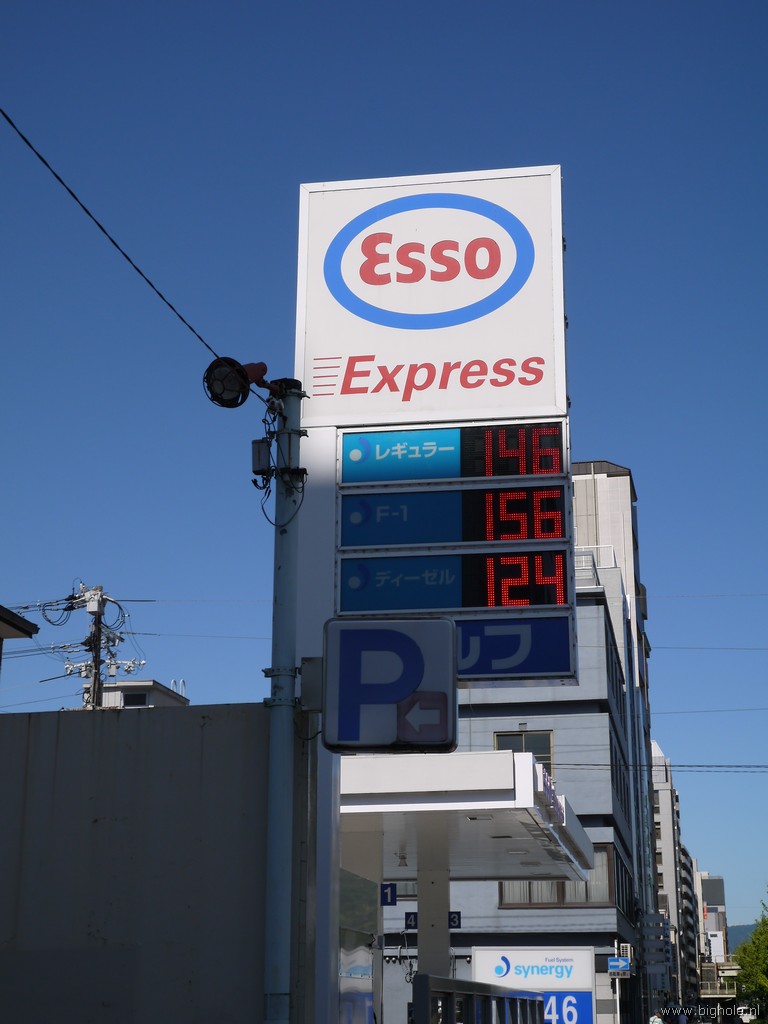 Esso
Express
レギュラー 146
F-1 156
ディーゼル 124
ルフ
P
1
4 3
Fuel System
synergy
46
www.bighole.nl